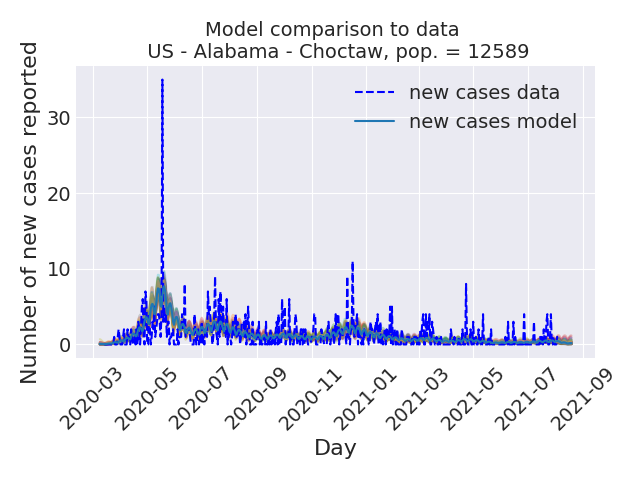 Model comparison to data
US - Alabama - Choctaw, pop. = 12589
Number of new cases reported
30
20
10
0
new cases data
new cases model
2020-03
2020-05
2020-07
2020-09
2020-11
2021-01
2021-03
2021-05
2021-07
2021-09
Day